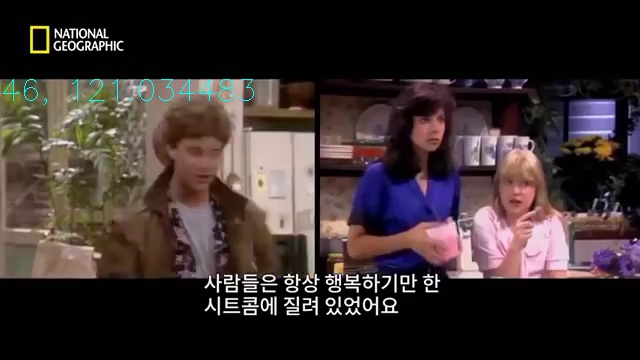 NATIONAL
GEOGRAPHIC
46, 121.034483
사람들은 항상 행복하기만 한
시트콤에 질려 있었어요